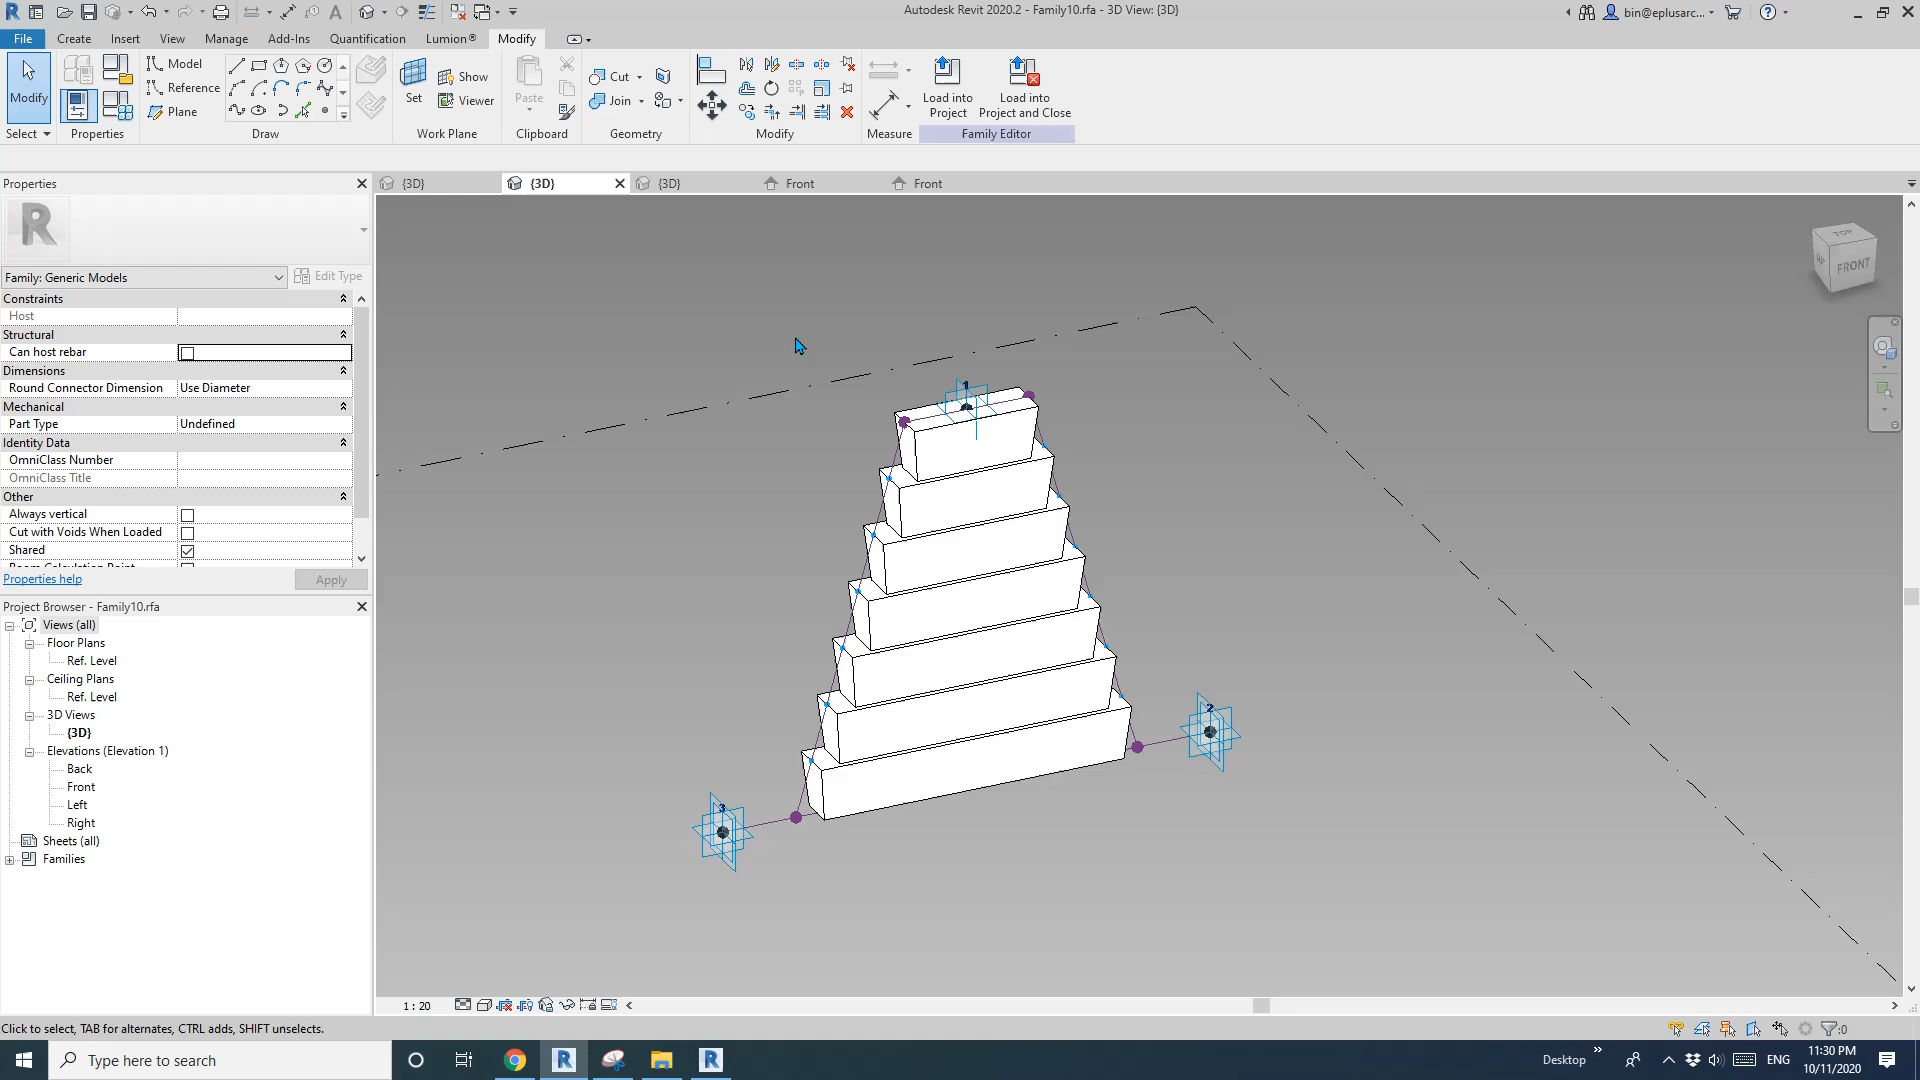 Autodesk Revit 2020.2 - Family10.rfa - 3D View: {3D}
bin@eplusarc...
File Create Insert View Manage Add-Ins Quantification Lumion® Modify
Modify
Select
Properties
Model
Reference
Plane
Draw
Set
Show
Viewer
Work Plane
Paste
Clipboard
Cut
Join
Geometry
Modify
Measure
Load into
Project
Load into
Project and Close
Family Editor
Properties
{3D} {3D} {3D} Front Front
R
Family: Generic Models
Edit Type
Constraints
Host
Structural
Can host rebar
Dimensions
Round Connector Dimension Use Diameter
Mechanical
Part Type Undefined
Identity Data
OmniClass Number
OmniClass Title
Other
Always vertical
Cut with Voids When Loaded
Shared
Properties help
Apply
Project Browser - Family10.rfa
Views (all)
Floor Plans
Ref. Level
Ceiling Plans
Ref. Level
3D Views
{3D}
Elevations (Elevation 1)
Back
Front
Left
Right
Sheets (all)
Families
TOP
FRONT
1
2
3
1 : 20
Click to select, TAB for alternates, CTRL adds, SHIFT unselects.
:0
Type here to search
Desktop
ENG
11:30 PM
10/11/2020